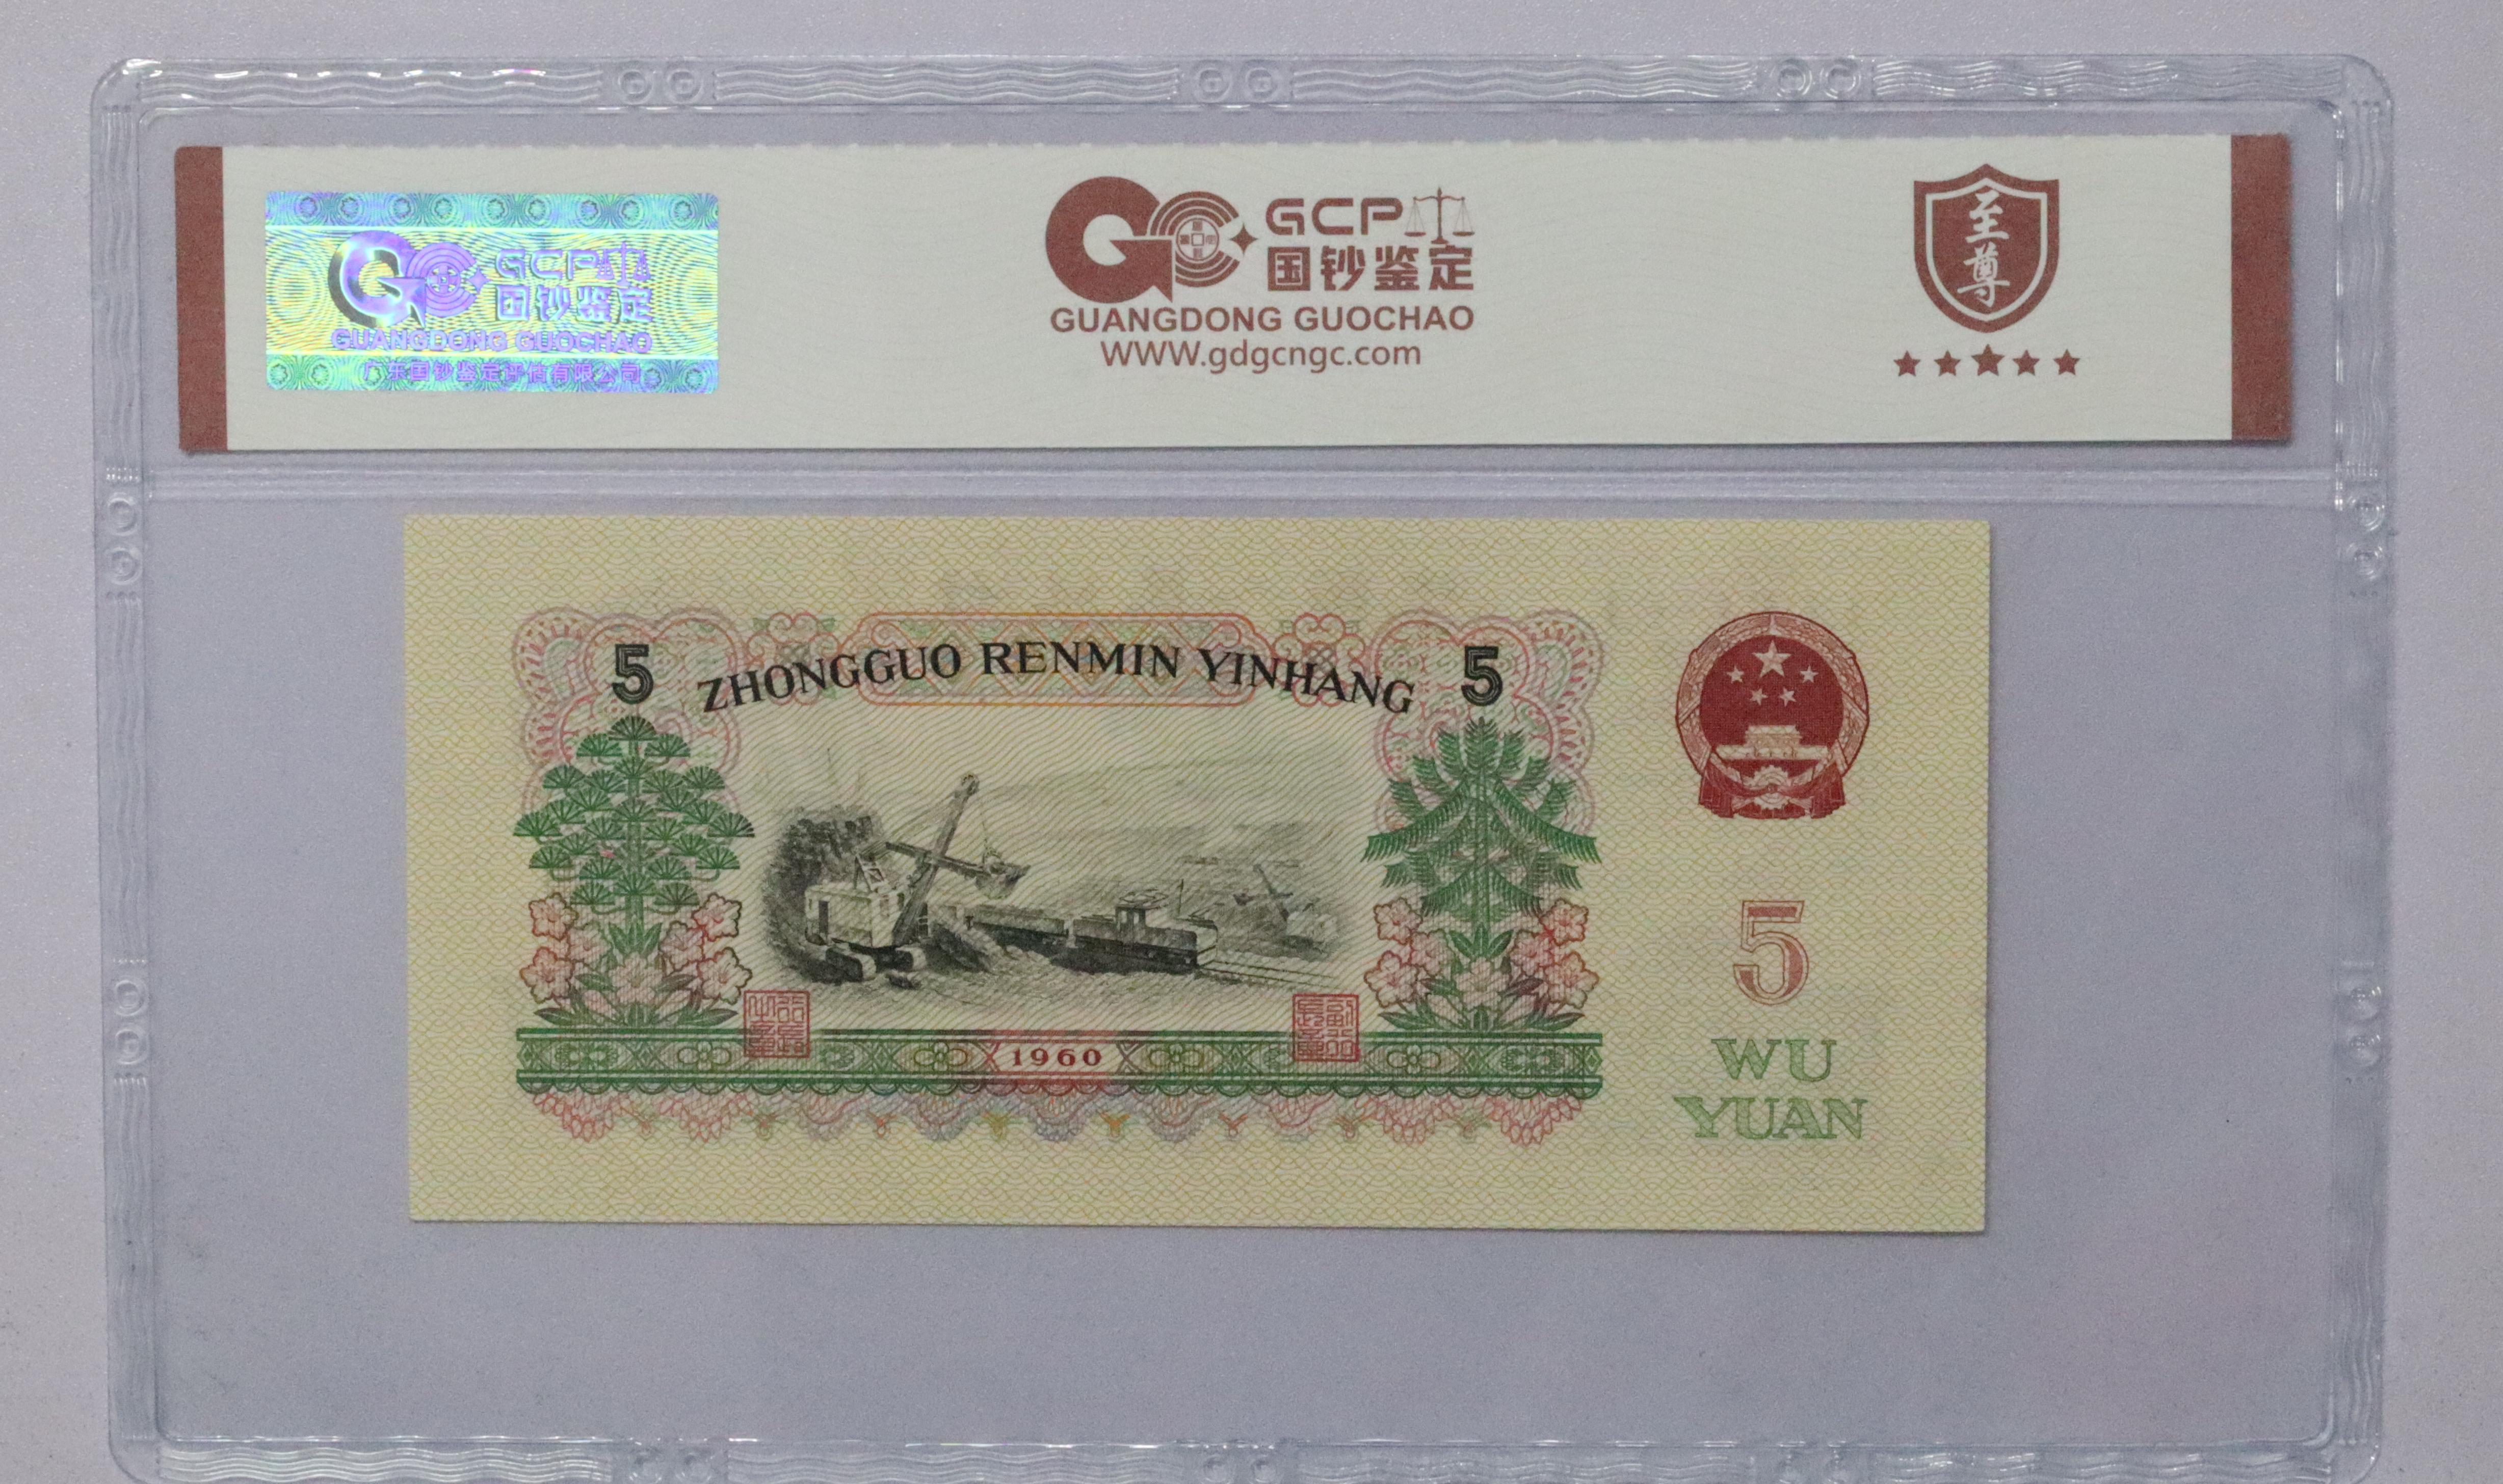 GCP
国钞鉴定
GUANGDONG GUOCHAO
广东国钞鉴定评估有限公司
GCP
国钞鉴定
GUANGDONG GUOCHAO
WWW.gdgcngc.com
至尊
5 ZHONGGUO RENMIN YINHANG 5
5
WU
YUAN
1960